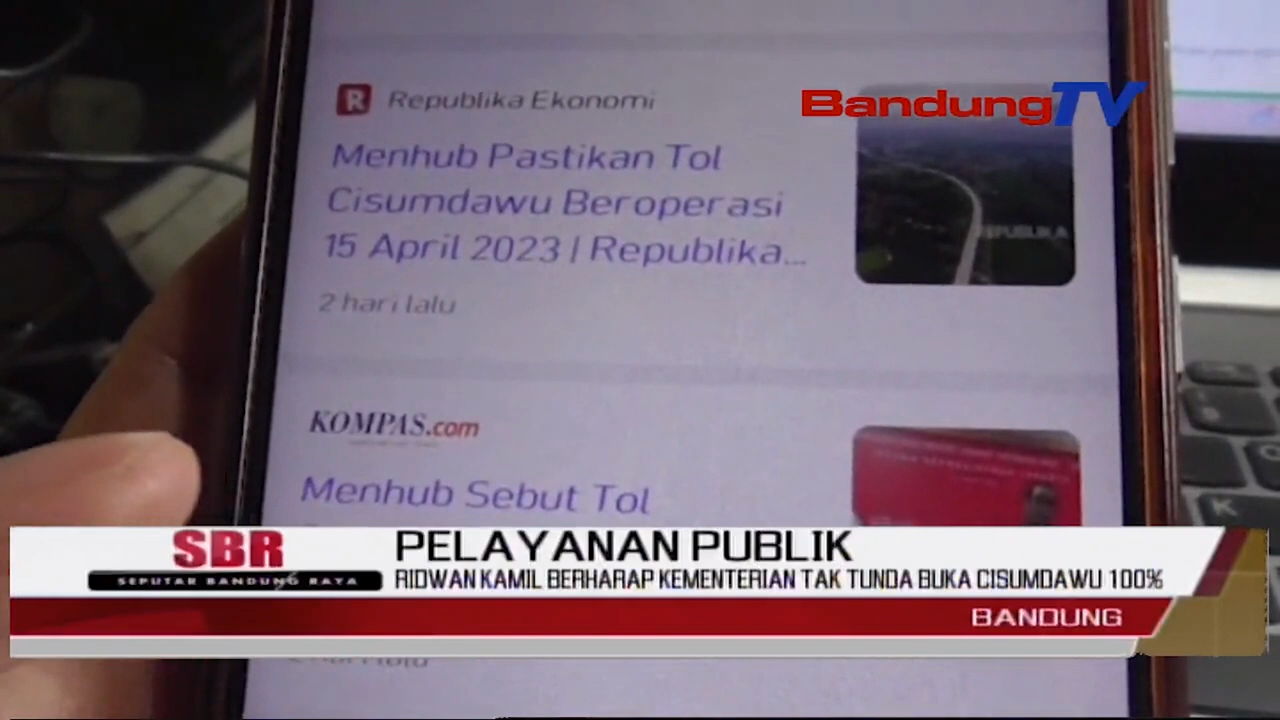 Republika Ekonomi
BandungTV
Menhub Pastikan Tol
Cisumdawu Beroperasi
15 April 2023 | Republika...
REPUBLIKA
2 hari lalu
KOMPAS.com
Menhub Sebut Tol
SBR
SEPUTAR BANDUNG RAYA
PELAYANAN PUBLIK
RIDWAN KAMIL BERHARAP KEMENTERIAN TAK TUNDA BUKA CISUMDAWU 100%
BANDUNG
K